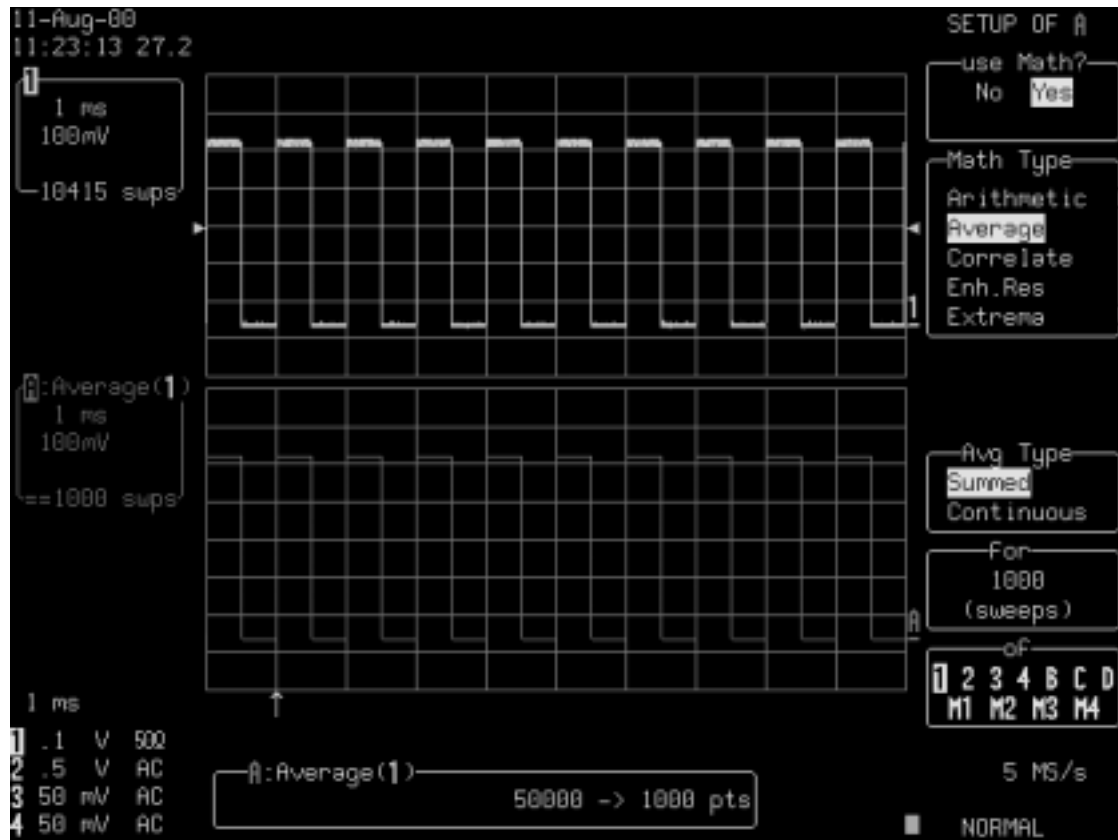 11-Aug-00
11:23:13 27.2
1
1 ms
100mV
10415 swps
A:Average(1)
1 ms
100mV
==1000 swps
1
A
1 ms
1 .1 V 50Ω
2 .5 V AC
3 50 mV AC
4 50 mV AC
A:Average(1)
50000 -> 1000 pts
SETUP OF A
use Math?
No Yes
Math Type
Arithmetic
Average
Correlate
Enh.Res
Extrema
Avg Type
Summed
Continuous
For
1000
(sweeps)
of
1 2 3 4 B C D
M1 M2 M3 M4
5 MS/s
NORMAL